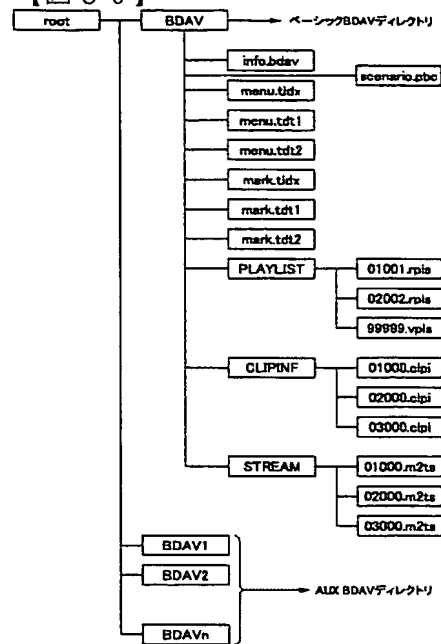 root
BDAV
ベーシックBDAVディレクトリ
info.bdav
scenario.pbc
menu.tidx
menu.tdt1
menu.tdt2
mark.tidx
mark.tdt1
mark.tdt2
PLAYLIST
01001.rpls
02002.rpls
99999.vpls
CLIPINF
01000.clpi
02000.clpi
03000.clpi
STREAM
01000.m2ts
02000.m2ts
03000.m2ts
BDAV1
BDAV2
AUX BDAVディレクトリ
BDAVn